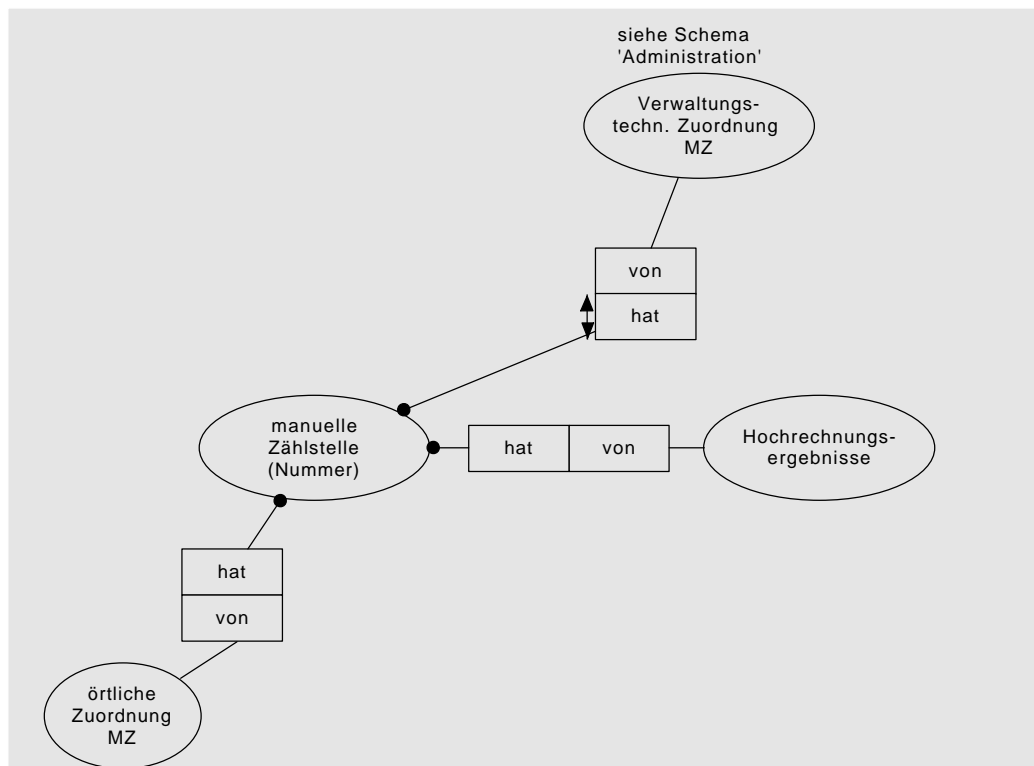 siehe Schema
'Administration'
Verwaltungs-
techn. Zuordnung
MZ
von
hat
manuelle
Zählstelle
(Nummer)
hat
von
Hochrechnungs-
ergebnisse
hat
von
örtliche
Zuordnung
MZ